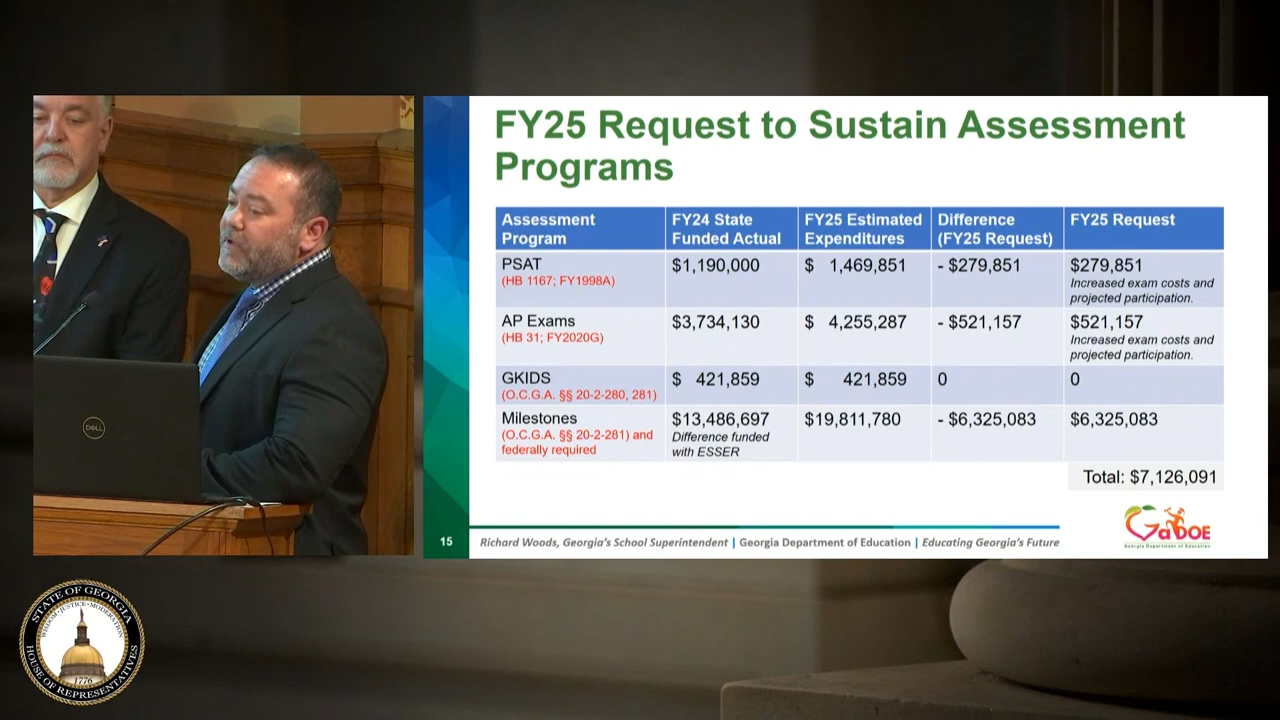 FY25 Request to Sustain Assessment
Programs
Assessment
Program
FY24 State
Funded Actual
FY25 Estimated
Expenditures
Difference
(FY25 Request)
FY25 Request
PSAT
(HB 1167; FY1998A)
$1,190,000
$ 1,469,851
- $279,851
$279,851
Increased exam costs and
projected participation.
AP Exams
(HB 31; FY2020G)
$3,734,130
$ 4,255,287
- $521,157
$521,157
Increased exam costs and
projected participation.
GKIDS
(O.C.G.A. §§ 20-2-280, 281)
$ 421,859
$ 421,859
0
0
Milestones
(O.C.G.A. §§ 20-2-281) and
federally required
$13,486,697
Difference funded
with ESSER
$19,811,780
- $6,325,083
$6,325,083
Total: $7,126,091
15
Richard Woods, Georgia's School Superintendent | Georgia Department of Education | Educating Georgia's Future
GaDOE
Georgia Department of Education
DELL
STATE OF GEORGIA
WISDOM • JUSTICE • MODERATION
1776
HOUSE OF REPRESENTATIVES